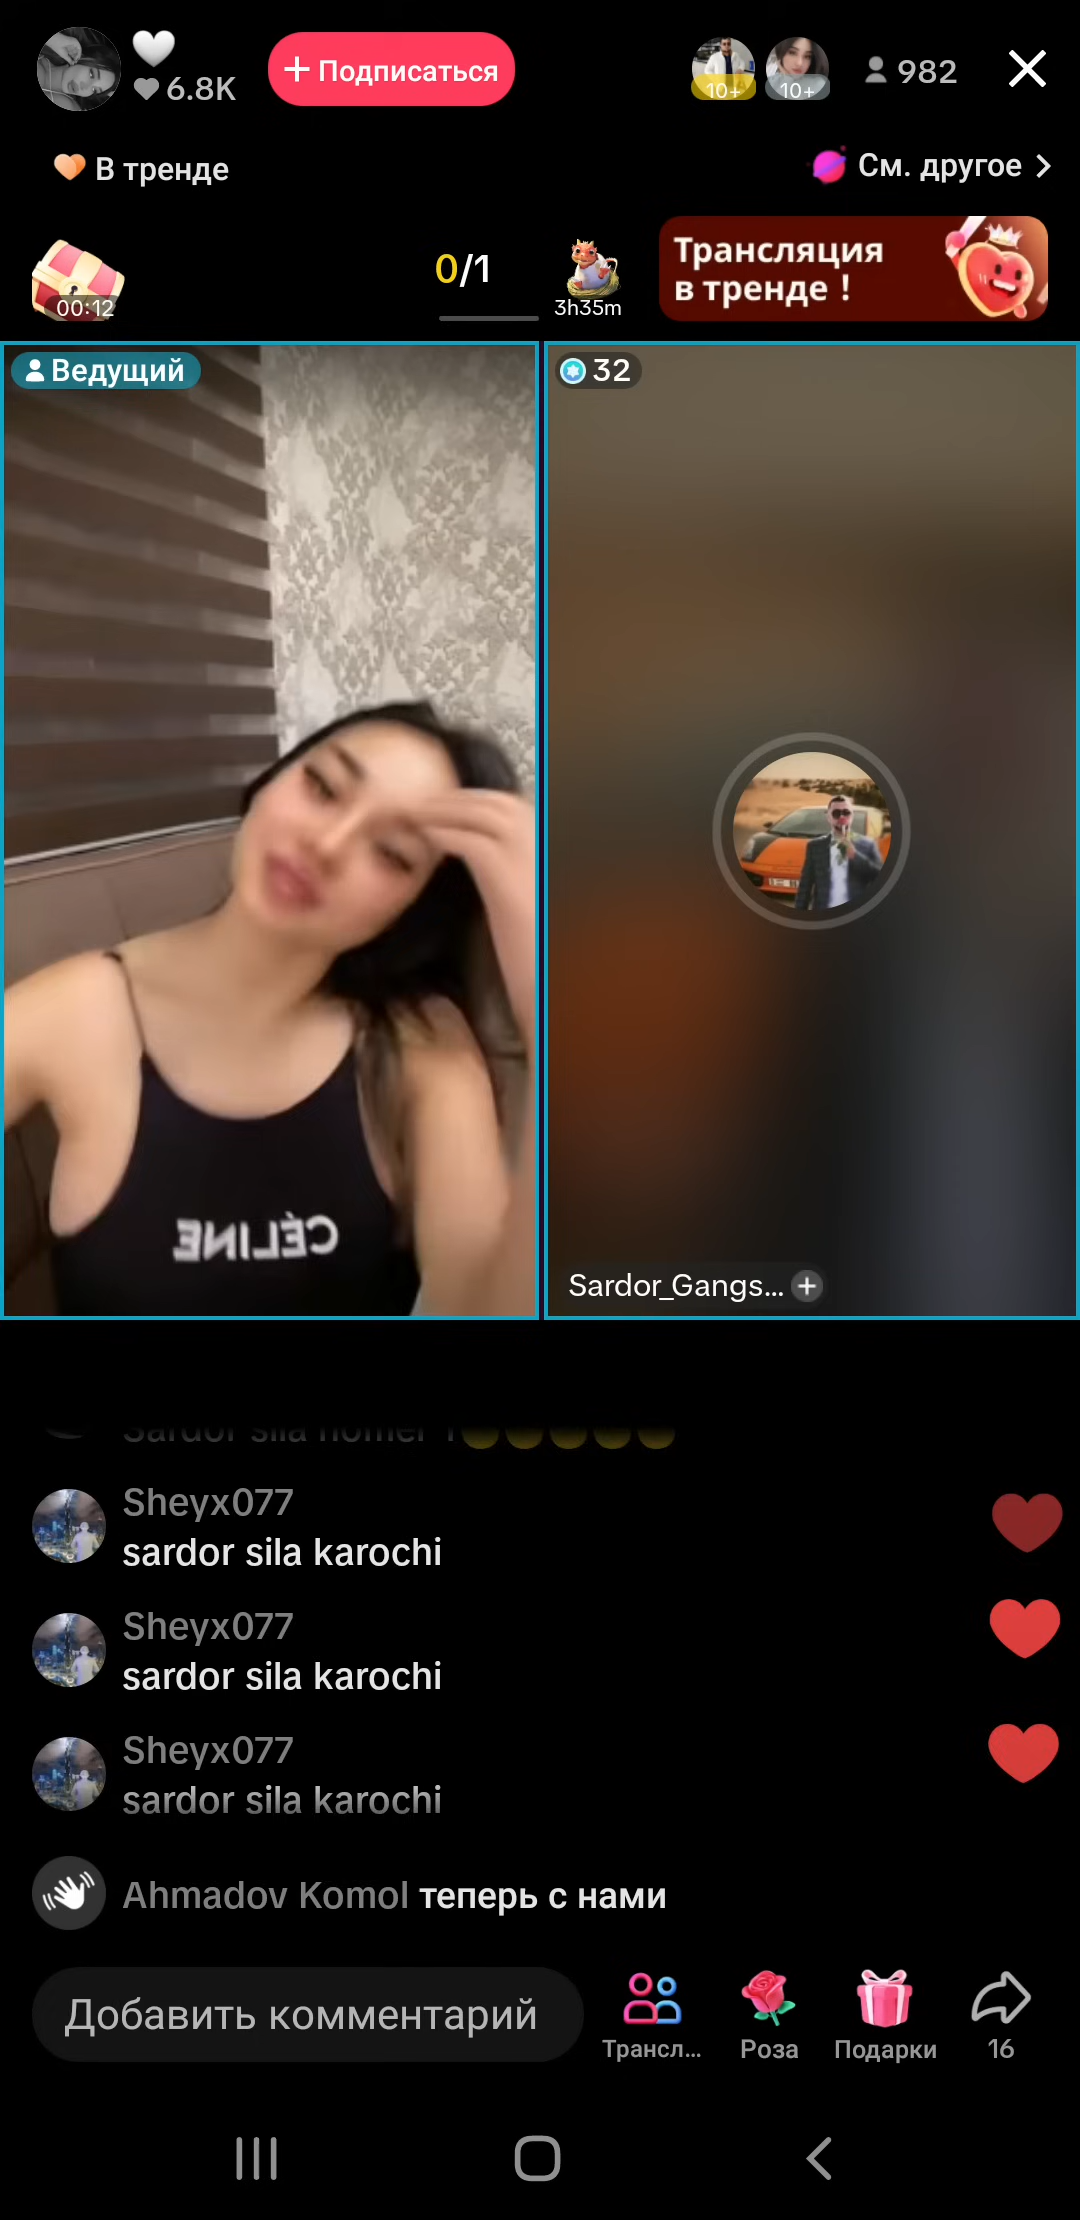 6.8K
+ Подписаться
10+
10+
982
В тренде
См. другое
00:12
0/1
3h35m
Трансляция
в тренде !
Ведущий
32
CÉLINE
Sardor_Gangs...
Sheyx077
sardor sila karochi
Sheyx077
sardor sila karochi
Sheyx077
sardor sila karochi
Ahmadov Komol теперь с нами
Добавить комментарий
Трансл...
Роза
Подарки
16